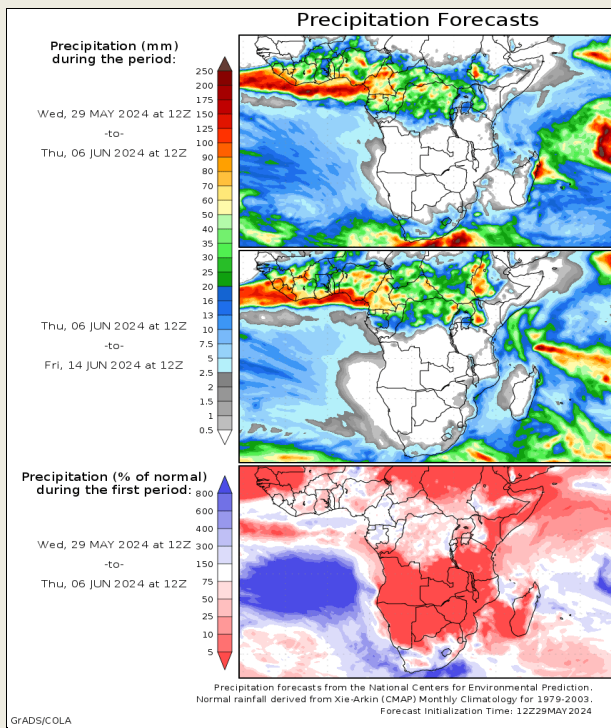 Precipitation Forecasts
Precipitation (mm)
during the period:
Wed, 29 MAY 2024 at 12Z
-to-
Thu, 06 JUN 2024 at 12Z
250
200
175
150
125
100
90
80
70
60
50
40
35
30
25
20
16
13
10
7.5
5
2.5
2
1.5
1
0.5
Thu, 06 JUN 2024 at 12Z
-to-
Fri, 14 JUN 2024 at 12Z
Precipitation (% of normal)
during the first period:
Wed, 29 MAY 2024 at 12Z
-to-
Thu, 06 JUN 2024 at 12Z
800
600
400
300
150
75
50
25
10
5
Precipitation forecasts from the National Centers for Environmental Prediction.
Normal rainfall derived from Xie-Arkin (CMAP) Monthly Climatology for 1979-2003.
Forecast Initialization Time: 12Z29MAY2024
GrADS/COLA